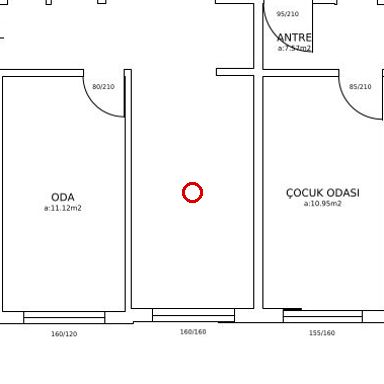 95/210
ANTRE
a:7.57m2
80/210
85/210
ODA
a:11.12m2
ÇOCUK ODASI
a:10.95m2
160/120
160/160
155/160